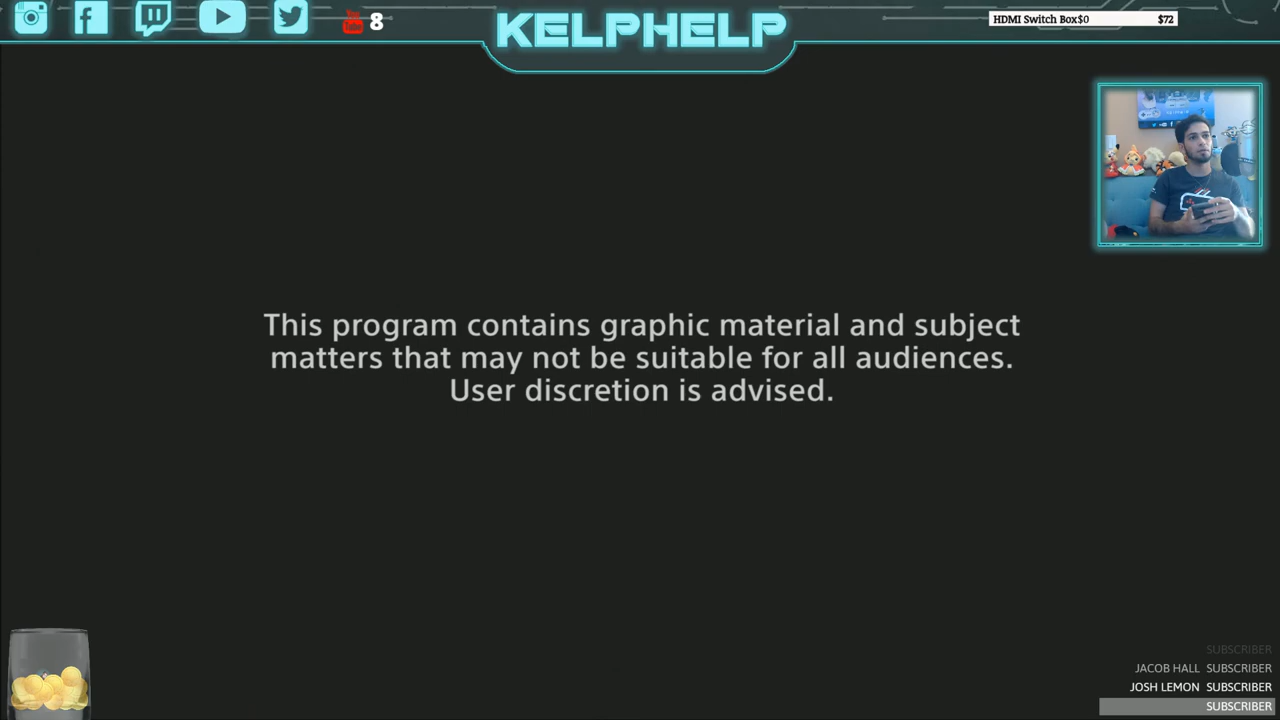 8
KELPHELP
HDMI Switch Box$0 $72
This program contains graphic material and subject
matters that may not be suitable for all audiences.
User discretion is advised.
SUBSCRIBER
JACOB HALL SUBSCRIBER
JOSH LEMON SUBSCRIBER
SUBSCRIBER